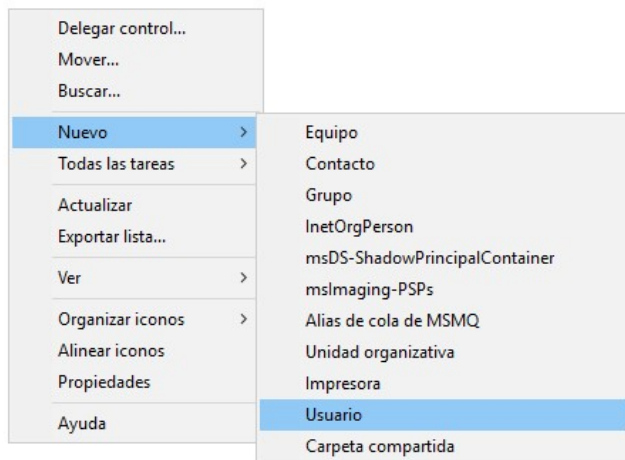 Delegar control...
Mover...
Buscar...
Nuevo
Todas las tareas
Actualizar
Exportar lista...
Ver
Organizar iconos
Alinear iconos
Propiedades
Ayuda
Equipo
Contacto
Grupo
InetOrgPerson
msDS-ShadowPrincipalContainer
msImaging-PSPs
Alias de cola de MSMQ
Unidad organizativa
Impresora
Usuario
Carpeta compartida